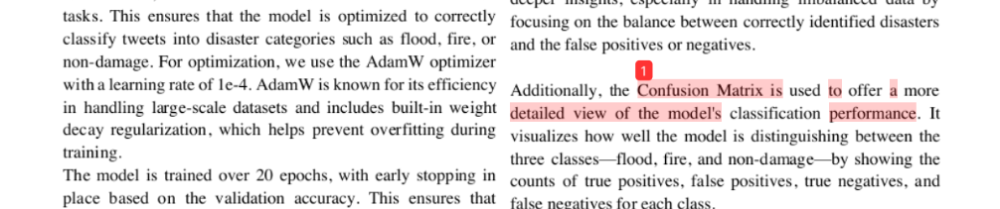 tasks. This ensures that the model is optimized to correctly
classify tweets into disaster categories such as flood, fire, or
non-damage. For optimization, we use the AdamW optimizer
with a learning rate of 1e-4. AdamW is known for its efficiency
in handling large-scale datasets and includes built-in weight
decay regularization, which helps prevent overfitting during
training.
The model is trained over 20 epochs, with early stopping in
place based on the validation accuracy. This ensures that
deeper insights, especially in handling imbalanced data by
focusing on the balance between correctly identified disasters
and the false positives or negatives.
1
Additionally, the Confusion Matrix is used to offer a more
detailed view of the model's classification performance. It
visualizes how well the model is distinguishing between the
three classes—flood, fire, and non-damage—by showing the
counts of true positives, false positives, true negatives, and
false negatives for each class.